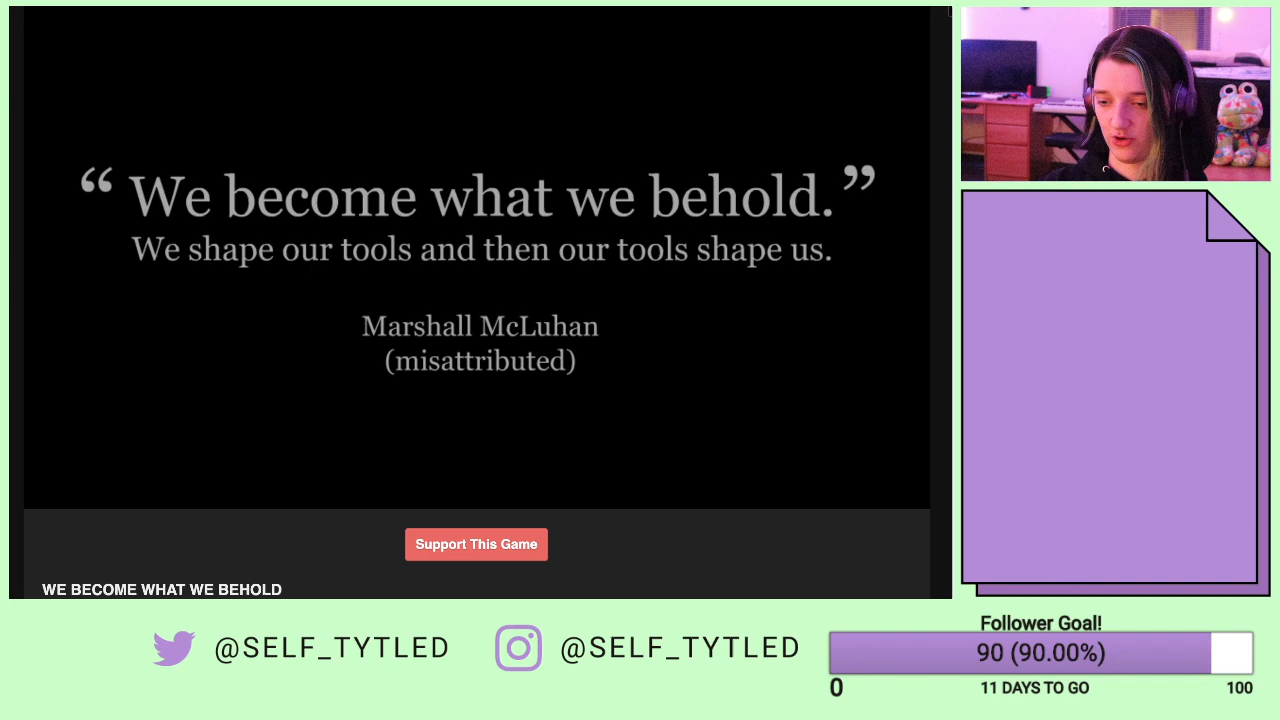 “ We become what we behold. ”
We shape our tools and then our tools shape us.
Marshall McLuhan
(misattributed)
Support This Game
WE BECOME WHAT WE BEHOLD
@SELF_TYTLED
@SELF_TYTLED
Follower Goal!
90 (90.00%)
0
11 DAYS TO GO
100